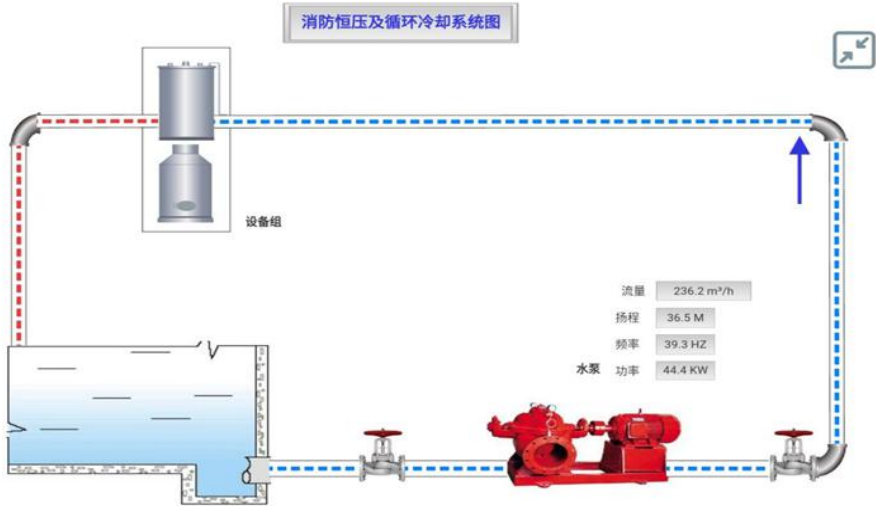 消防恒压及循环冷却系统图
设备组
流量 236.2 m³/h
扬程 36.5 M
频率 39.3 HZ
水泵 功率 44.4 KW